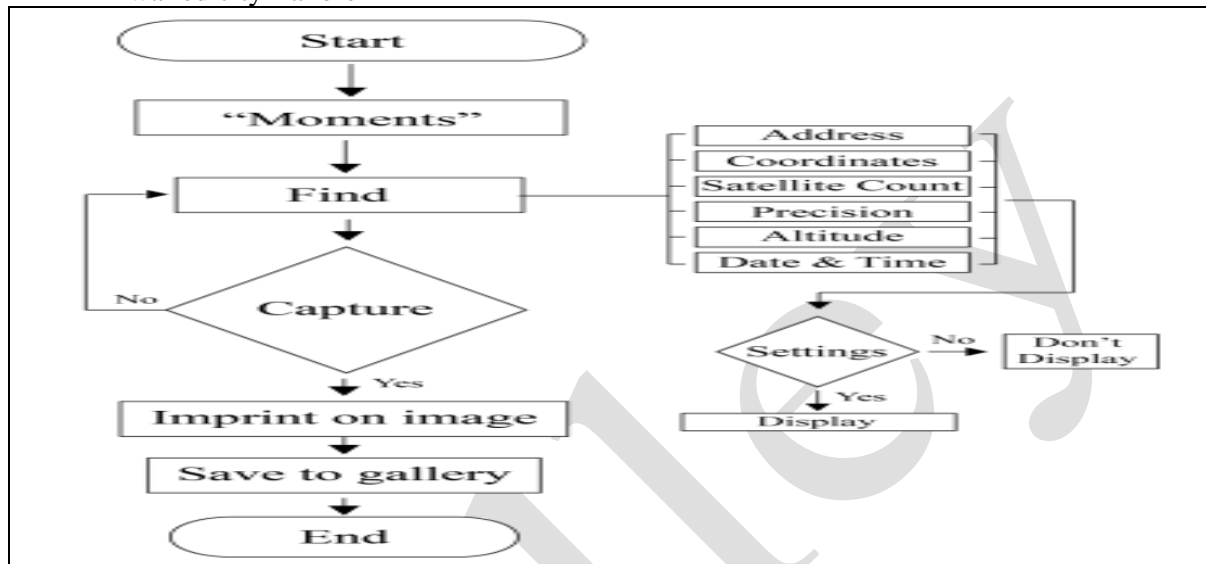 Start
“Moments”
Find
Address
Coordinates
Satellite Count
Precision
Altitude
Date & Time
No
Capture
Yes
Settings
No
Don’t
Display
Yes
Display
Imprint on image
Save to gallery
End